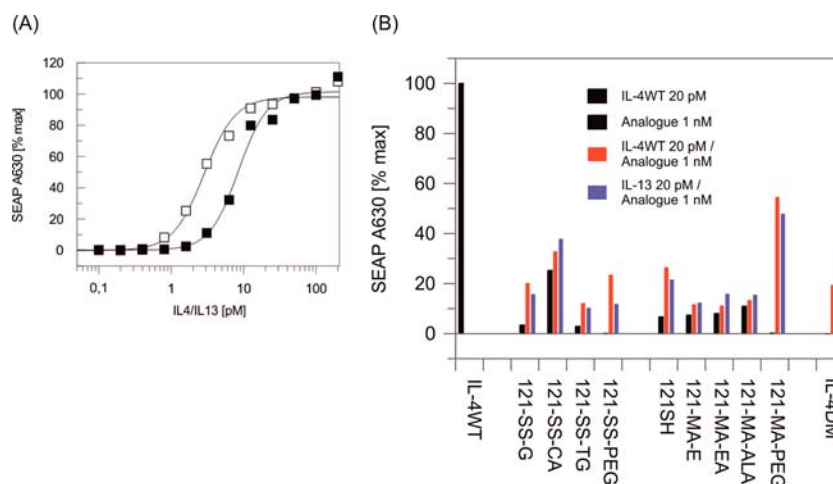 (A)
(B)
120
100
80
60
40
20
0
SEAP A630 [% max]
0,1
1
10
100
IL4/IL13 [pM]
100
80
60
40
20
0
SEAP A630 [% max]
IL-4WT 20 pM
Analogue 1 nM
IL-4WT 20 pM /
Analogue 1 nM
IL-13 20 pM /
Analogue 1 nM
IL-4WT
121-SS-G
121-SS-CA
121-SS-TG
121-SS-PEG
121SH
121-MA-E
121-MA-EA
121-MA-ALA
121-MA-PEG
IL-4DM